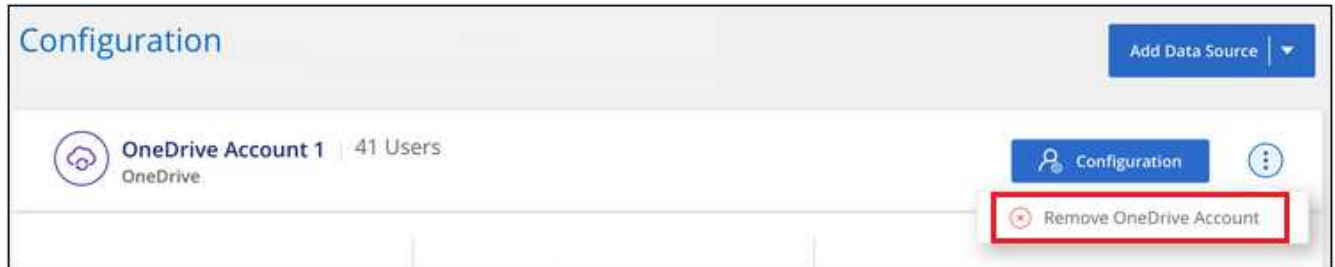 Configuration
Add Data Source
OneDrive Account 1 41 Users
OneDrive
Configuration
Remove OneDrive Account